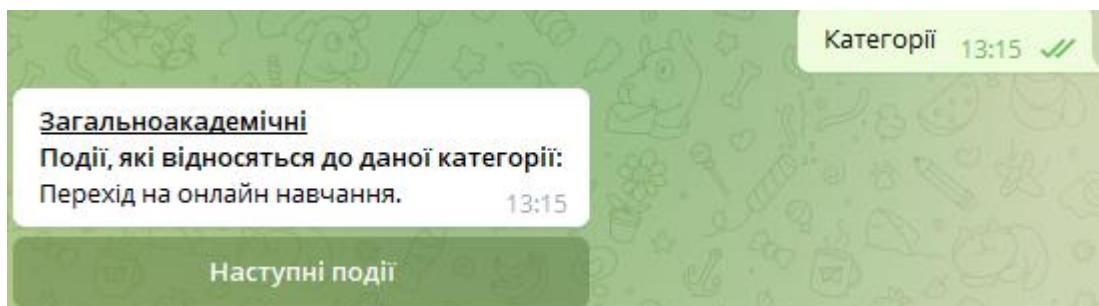 Категорії 13:15
Загальноакадемічні
Події, які відносяться до даної категорії:
Перехід на онлайн навчання. 13:15
Наступні події